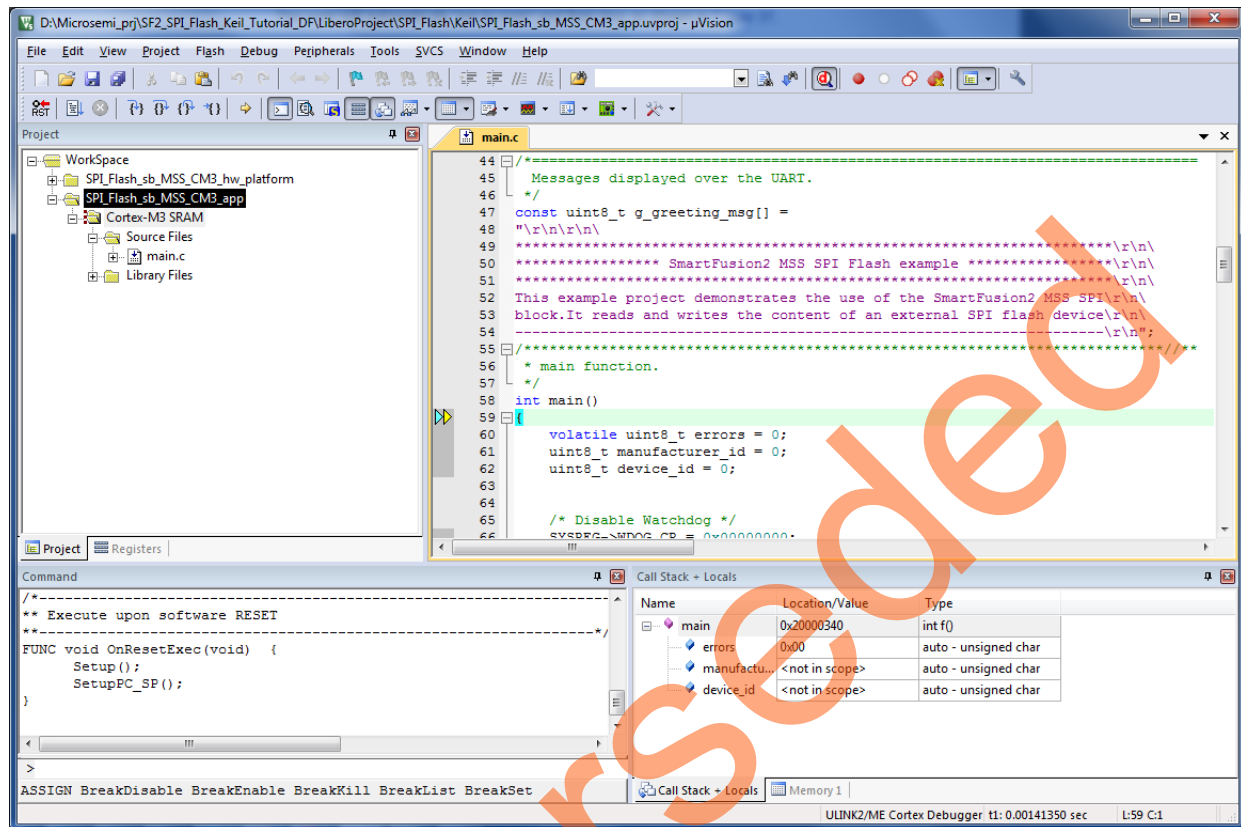 D:\Microsemi_prj\SF2_SPI_Flash_Keil_Tutorial_DF\LiberoProject\SPI_Flash\Keil\SPI_Flash_sb_MSS_CM3_app.uvproj - µVision
File Edit View Project Flash Debug Peripherals Tools SVCS Window Help
RST
Project
WorkSpace
SPI_Flash_sb_MSS_CM3_hw_platform
SPI_Flash_sb_MSS_CM3_app
Cortex-M3 SRAM
Source Files
main.c
Library Files
Project Registers
main.c
44 /*==============================================================================
45 Messages displayed over the UART.
46 */
47 const uint8_t g_greeting_msg[] =
48 "\r\n\r\n\
49 **********************************************************************\r\n\
50 ***************** SmartFusion2 MSS SPI Flash example *****************\r\n\
51 **********************************************************************\r\n\
52 This example project demonstrates the use of the SmartFusion2 MSS SPI\r\n\
53 block.It reads and writes the content of an external SPI flash device\r\n\
54 ---------------------------------------------------------------------\r\n";
55 /***************************************************************************//**
56 * main function.
57 */
58 int main()
59 {
60 volatile uint8_t errors = 0;
61 uint8_t manufacturer_id = 0;
62 uint8_t device_id = 0;
63
64
65 /* Disable Watchdog */
66 SYSREG->WDOG_CR = 0x00000000;
Command
/*-------------------------------------------------------------------
** Execute upon software RESET
**-----------------------------------------------------------------*/
FUNC void OnResetExec(void) {
Setup();
SetupPC_SP();
}
>
ASSIGN BreakDisable BreakEnable BreakKill BreakList BreakSet
Call Stack + Locals
Name Location/Value Type
main 0x20000340 int f()
errors 0x00 auto - unsigned char
manufactu... <not in scope> auto - unsigned char
device_id <not in scope> auto - unsigned char
Call Stack + Locals Memory 1
ULINK2/ME Cortex Debugger t1: 0.00141350 sec L:59 C:1
rseded